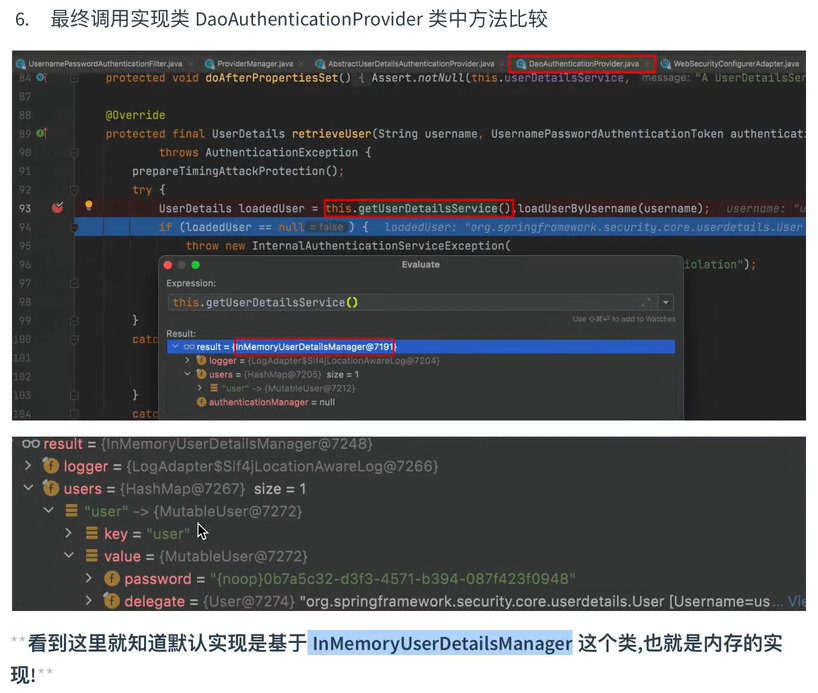 6. 最终调用实现类 DaoAuthenticationProvider 类中方法比较
UsernamePasswordAuthenticationFilter.java ProviderManager.java AbstractUserDetailsAuthenticationProvider.java DaoAuthenticationProvider.java WebSecurityConfigurerAdapter.java
84 protected void doAfterPropertiesSet() { Assert.notNull(this.userDetailsService, message: "A UserDetailsSer
87
88 @Override
89 protected final UserDetails retrieveUser(String username, UsernamePasswordAuthenticationToken authenticati
90 throws AuthenticationException {
91 prepareTimingAttackProtection();
92 try {
93 UserDetails loadedUser = this.getUserDetailsService().loadUserByUsername(username); username: "u
94 if (loadedUser == null = false ) { loadedUser: "org.springframework.security.core.userdetails.User
95 throw new InternalAuthenticationServiceException(
96 iolation");
Evaluate
97
Expression:
98 this.getUserDetailsService()
Use ⇧⌘⏎ to add to Watches
99 }
Result:
100 catc
result = {InMemoryUserDetailsManager@7191}
101 logger = {LogAdapter$Slf4jLocationAwareLog@7204}
102 users = {HashMap@7205} size = 1
"user" -> {MutableUser@7212}
103 }
authenticationManager = null
104 catc
result = {InMemoryUserDetailsManager@7248}
logger = {LogAdapter$Slf4jLocationAwareLog@7266}
users = {HashMap@7267} size = 1
"user" -> {MutableUser@7272}
key = "user"
value = {MutableUser@7272}
password = "{noop}0b7a5c32-d3f3-4571-b394-087f423f0948"
delegate = {User@7274} "org.springframework.security.core.userdetails.User [Username=us... Vie
**看到这里就知道默认实现是基于 InMemoryUserDetailsManager 这个类,也就是内存的实
现!**